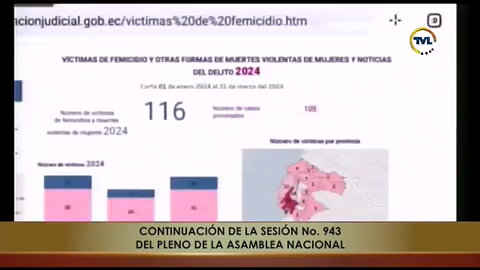 ncionjudicial.gob.ec/victimas%20de%20femicidio.htm
TVL
VÍCTIMAS DE FEMICIDIO Y OTRAS FORMAS DE MUERTES VIOLENTAS DE MUJERES Y NOTICIAS
DEL DELITO 2024
Corte 01 de enero 2024 al 31 de marzo del 2024
Número de víctimas
de femicidios y muertes
violentas de mujeres 2024
116
Número de casos
Número de víctimas 2024
Número de víctimas por provincia
CONTINUACIÓN DE LA SESIÓN No. 943
DEL PLENO DE LA ASAMBLEA NACIONAL